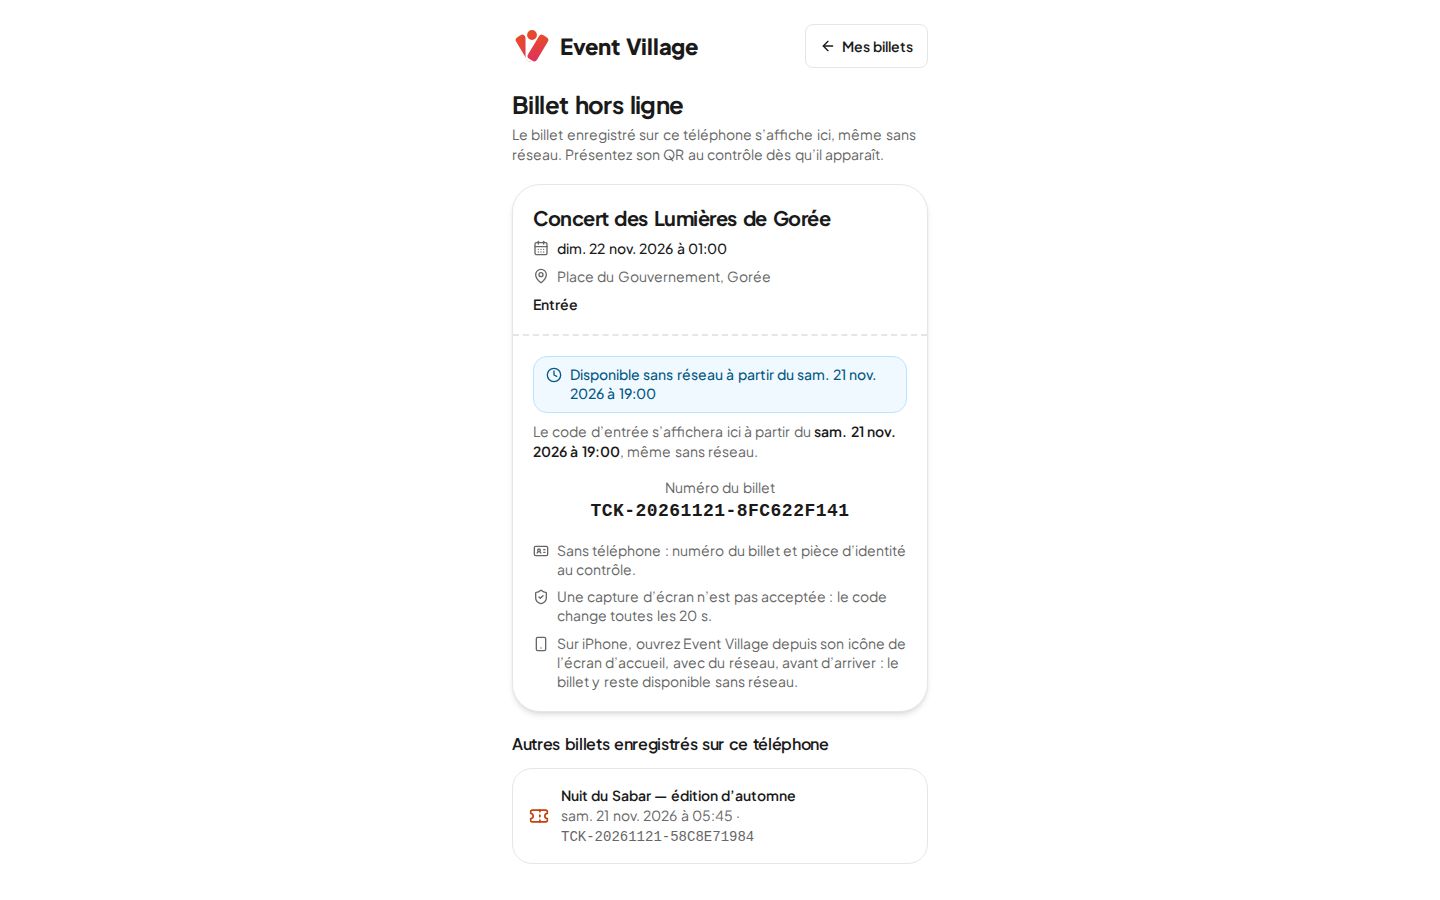 Event Village
Mes billets
Billet hors ligne
Le billet enregistré sur ce téléphone s’affiche ici, même sans
réseau. Présentez son QR au contrôle dès qu’il apparaît.
Concert des Lumières de Gorée
dim. 22 nov. 2026 à 01:00
Place du Gouvernement, Gorée
Entrée
Disponible sans réseau à partir du sam. 21 nov.
2026 à 19:00
Le code d’entrée s’affichera ici à partir du sam. 21 nov.
2026 à 19:00, même sans réseau.
Numéro du billet
TCK-20261121-8FC622F141
Sans téléphone : numéro du billet et pièce d’identité
au contrôle.
Une capture d’écran n’est pas acceptée : le code
change toutes les 20 s.
Sur iPhone, ouvrez Event Village depuis son icône de
l’écran d’accueil, avec du réseau, avant d’arriver : le
billet y reste disponible sans réseau.
Autres billets enregistrés sur ce téléphone
Nuit du Sabar — édition d’automne
sam. 21 nov. 2026 à 05:45 ·
TCK-20261121-58C8E71984